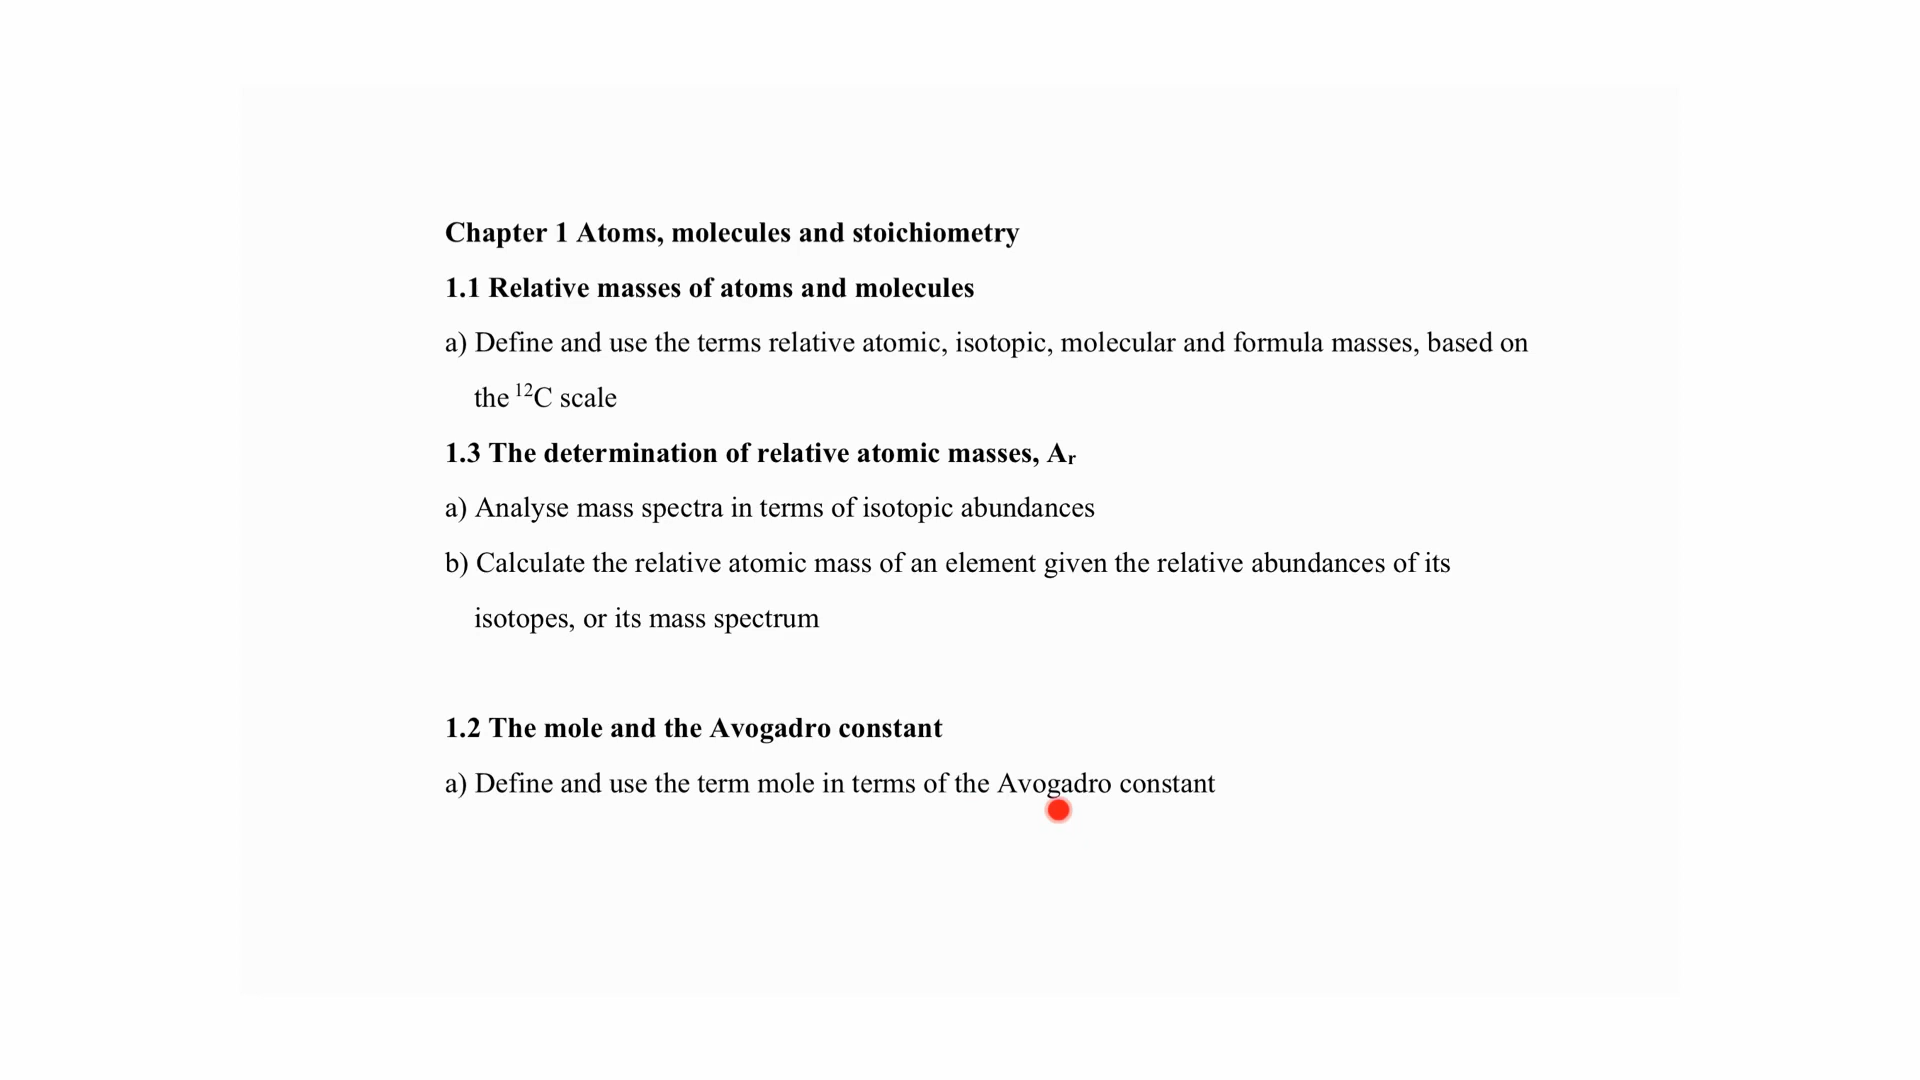 Chapter 1 Atoms, molecules and stoichiometry
1.1 Relative masses of atoms and molecules
a) Define and use the terms relative atomic, isotopic, molecular and formula masses, based on
the ¹²C scale
1.3 The determination of relative atomic masses, Aᵣ
a) Analyse mass spectra in terms of isotopic abundances
b) Calculate the relative atomic mass of an element given the relative abundances of its
isotopes, or its mass spectrum
1.2 The mole and the Avogadro constant
a) Define and use the term mole in terms of the Avogadro constant